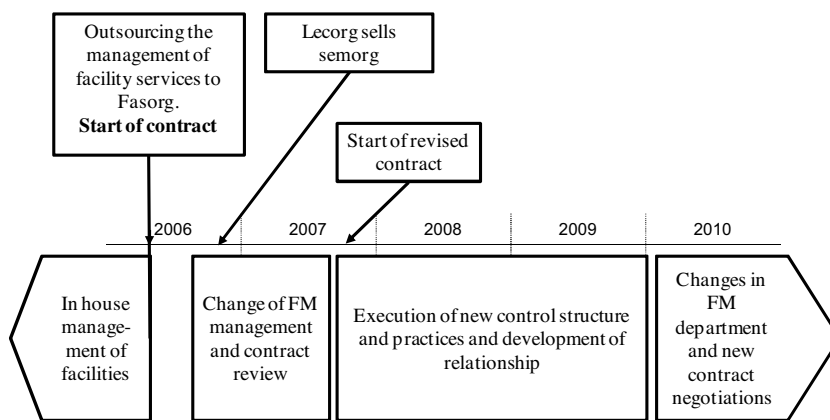 Outsourcing the
management of
facility services to
Fasorg.
Start of contract
Lecorg sells
semorg
Start of revised
contract
2006
2007
2008
2009
2010
In house
manage-
ment of
facilities
Change of FM
management
and contract
review
Execution of new control structure
and practices and development of
relationship
Changes in
FM
department
and new
contract
negotiations